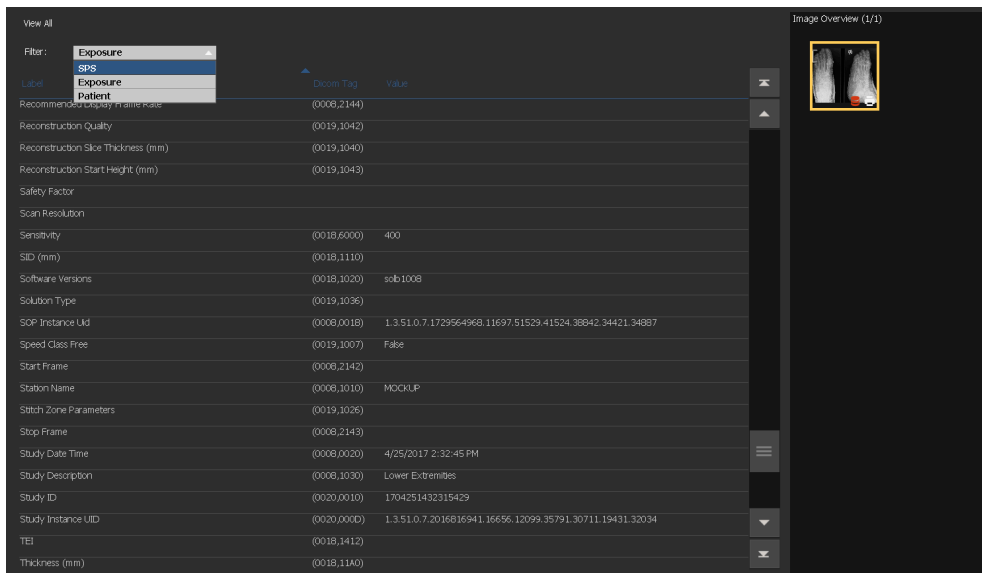 View All
Image Overview (1/1)
Filter: Exposure
SPS
Exposure
Patient
Label Dicom Tag Value
Recommended Display Frame Rate (0008,2144)
Reconstruction Quality (0019,1042)
Reconstruction Slice Thickness (mm) (0019,1040)
Reconstruction Start Height (mm) (0019,1043)
Safety Factor
Scan Resolution
Sensitivity (0018,6000) 400
SID (mm) (0018,1110)
Software Versions (0018,1020) solb1008
Solution Type (0019,1036)
SOP Instance Uid (0008,0018) 1.3.51.0.7.1729564968.11697.51529.41524.38842.34421.34887
Speed Class Free (0019,1007) False
Start Frame (0008,2142)
Station Name (0008,1010) MOCKUP
Stitch Zone Parameters (0019,1026)
Stop Frame (0008,2143)
Study Date Time (0008,0020) 4/25/2017 2:32:45 PM
Study Description (0008,1030) Lower Extremities
Study ID (0020,0010) 1704251432315429
Study Instance UID (0020,000D) 1.3.51.0.7.2016816941.16656.12099.35791.30711.19431.32034
TEI (0018,1412)
Thickness (mm) (0018,11A0)